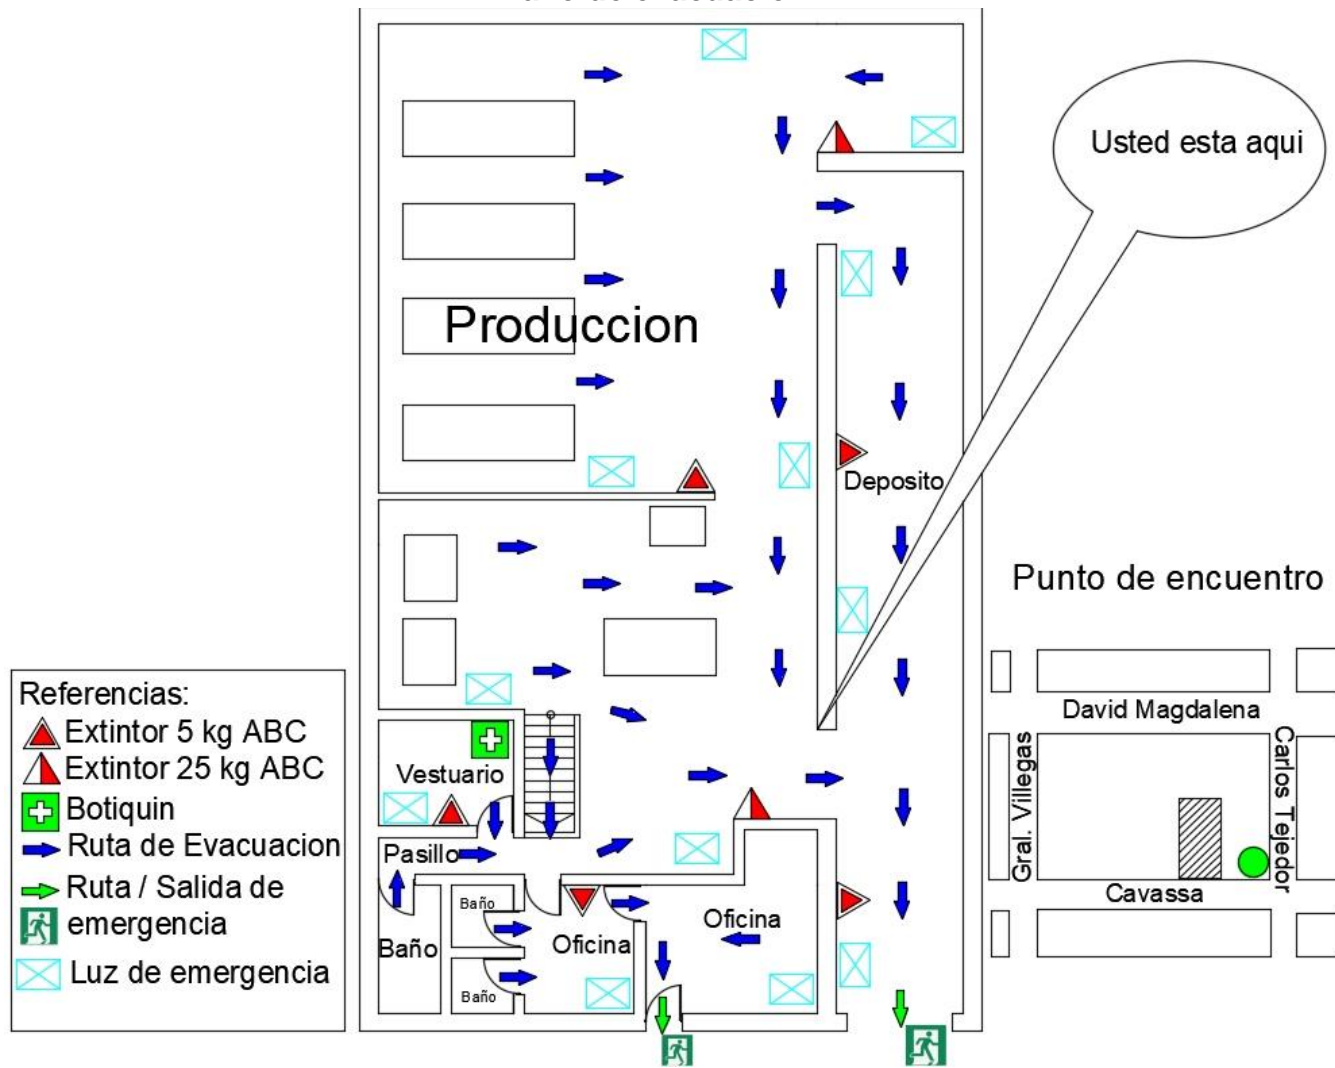 Usted esta aqui
Produccion
Deposito
Punto de encuentro
Referencias:
Extintor 5 kg ABC
Extintor 25 kg ABC
Botiquin
Ruta de Evacuacion
Ruta / Salida de
emergencia
Luz de emergencia
Vestuario
Pasillo
Baño
Baño
Baño
Oficina
Oficina
David Magdalena
Gral. Villegas
Carlos Tejedor
Cavassa